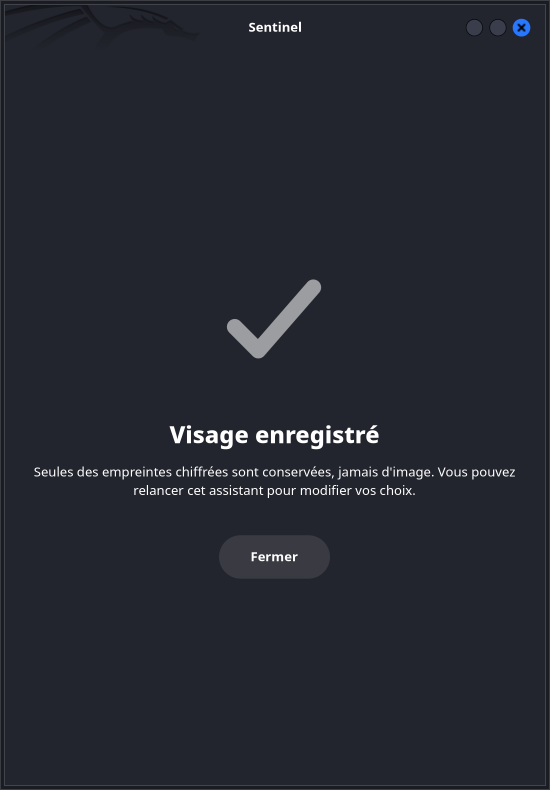 Sentinel
Visage enregistré
Seules des empreintes chiffrées sont conservées, jamais d'image. Vous pouvez
relancer cet assistant pour modifier vos choix.
Fermer